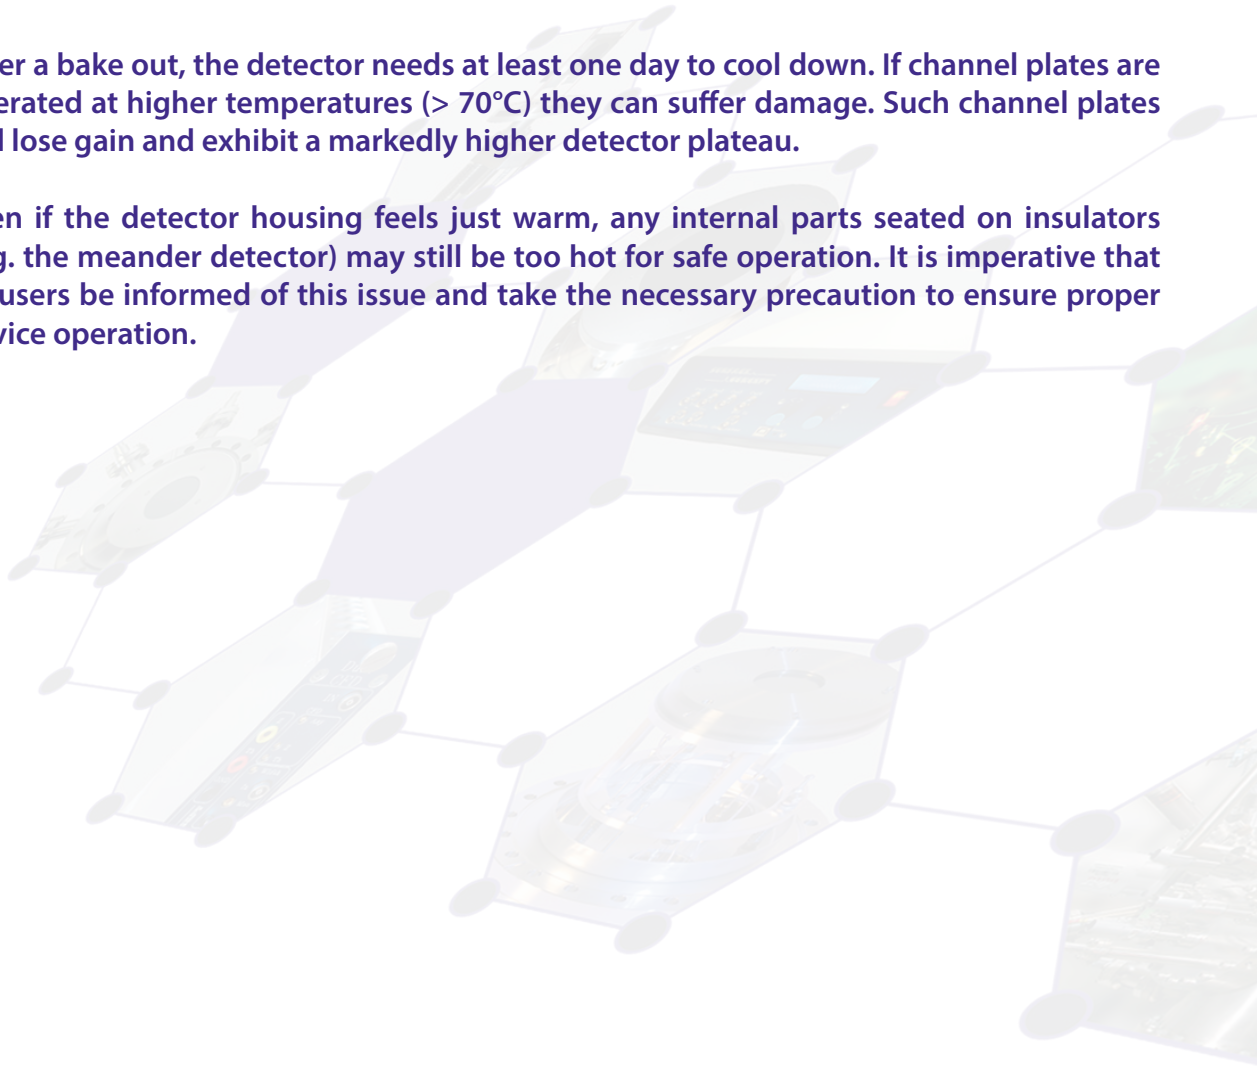 er a bake out, the detector needs at least one day to cool down. If channel plates are
erated at higher temperatures (> 70°C) they can suffer damage. Such channel plates
l lose gain and exhibit a markedly higher detector plateau.
en if the detector housing feels just warm, any internal parts seated on insulators
g. the meander detector) may still be too hot for safe operation. It is imperative that
users be informed of this issue and take the necessary precaution to ensure proper
vice operation.